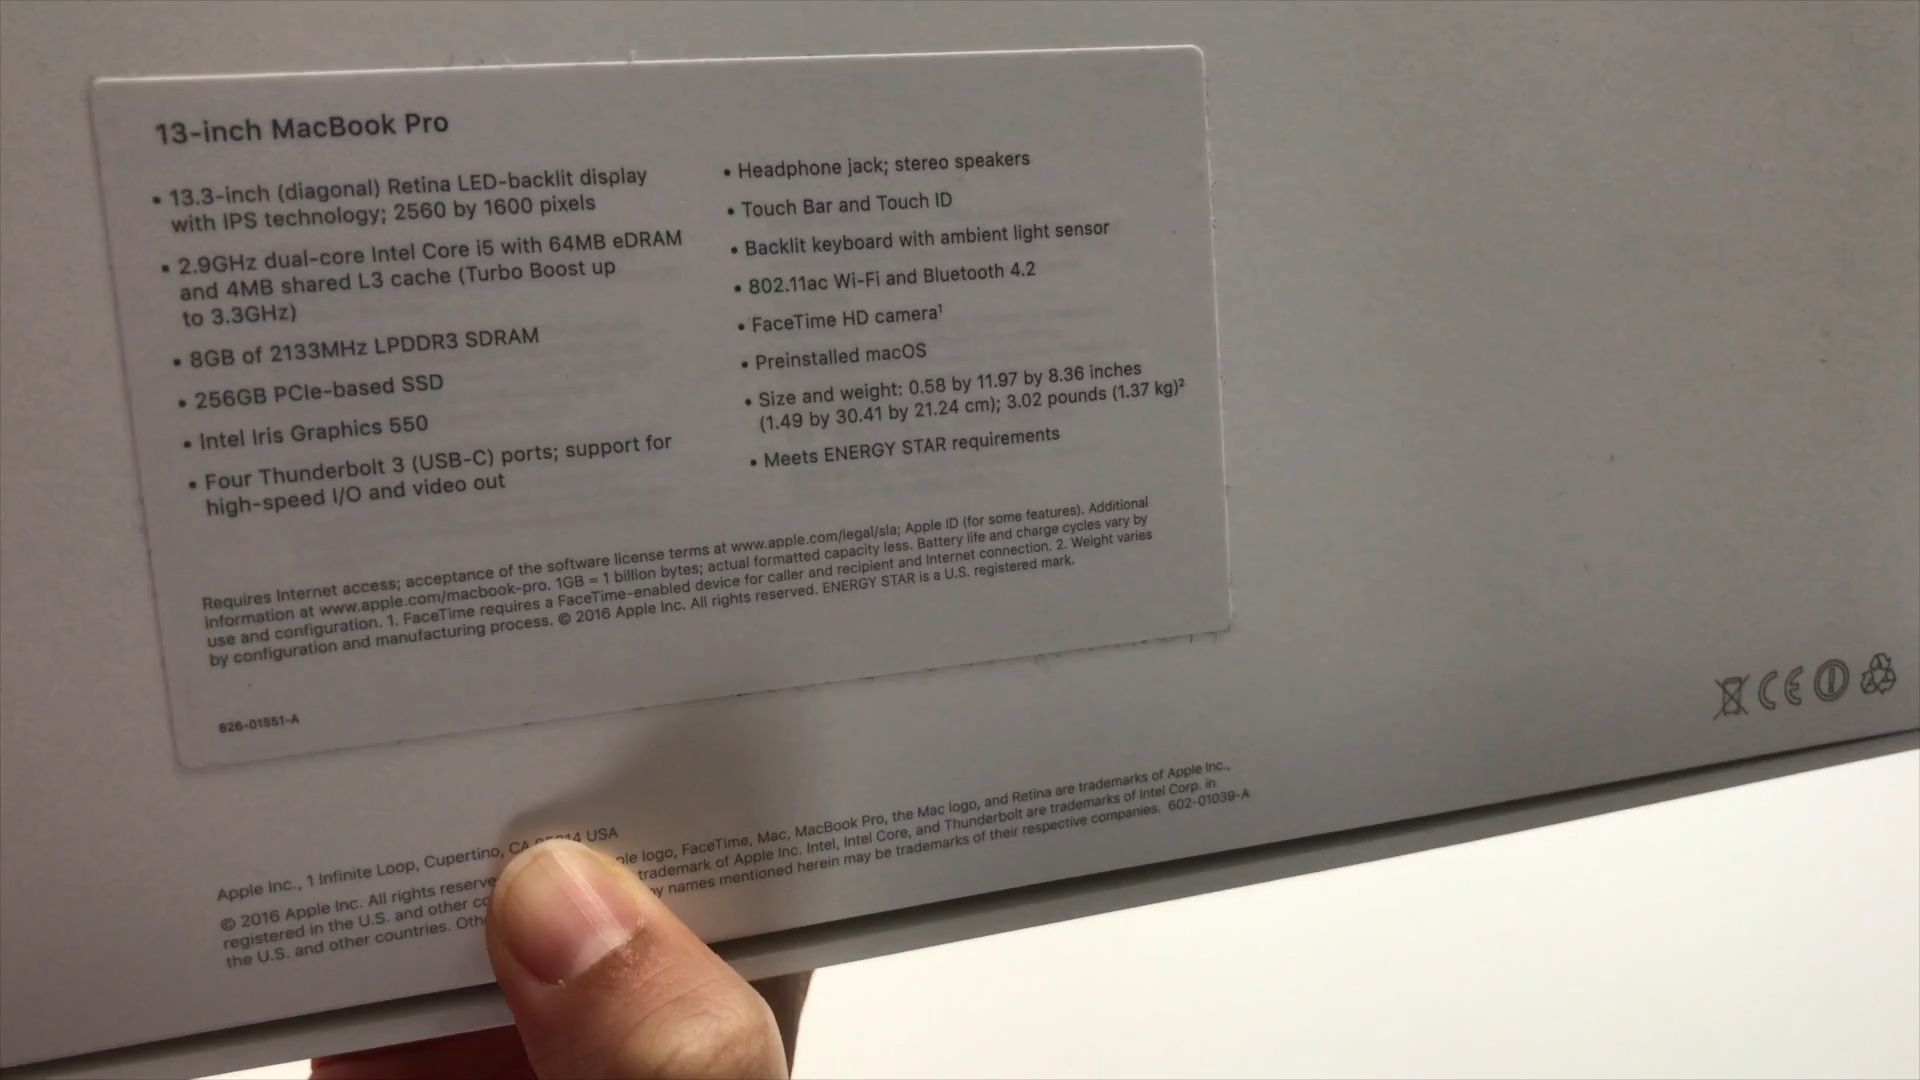 13-inch MacBook Pro
• 13.3-inch (diagonal) Retina LED-backlit display
with IPS technology; 2560 by 1600 pixels
• 2.9GHz dual-core Intel Core i5 with 64MB eDRAM
and 4MB shared L3 cache (Turbo Boost up
to 3.3GHz)
• 8GB of 2133MHz LPDDR3 SDRAM
• 256GB PCIe-based SSD
• Intel Iris Graphics 550
• Four Thunderbolt 3 (USB-C) ports; support for
high-speed I/O and video out
• Headphone jack; stereo speakers
• Touch Bar and Touch ID
• Backlit keyboard with ambient light sensor
• 802.11ac Wi-Fi and Bluetooth 4.2
• FaceTime HD camera¹
• Preinstalled macOS
• Size and weight: 0.58 by 11.97 by 8.36 inches
(1.49 by 30.41 by 21.24 cm); 3.02 pounds (1.37 kg)²
• Meets ENERGY STAR requirements
Requires Internet access; acceptance of the software license terms at www.apple.com/legal/sla; Apple ID (for some features). Additional
information at www.apple.com/macbook-pro. 1GB = 1 billion bytes; actual formatted capacity less. Battery life and charge cycles vary by
use and configuration. 1. FaceTime requires a FaceTime-enabled device for caller and recipient and Internet connection. 2. Weight varies
by configuration and manufacturing process. © 2016 Apple Inc. All rights reserved. ENERGY STAR is a U.S. registered mark.
826-01551-A
CE
Apple Inc., 1 Infinite Loop, Cupertino, CA USA
© 2016 Apple Inc. All rights logo, FaceTime, Mac, MacBook Pro, the Mac logo, and Retina are trademarks of Apple Inc.,
registered in the U.S. and other trademark of Apple Inc. Intel, Intel Core, and Thunderbolt are trademarks of Intel Corp. in
the U.S. and other countries. names mentioned herein may be trademarks of their respective companies. 602-01039-A